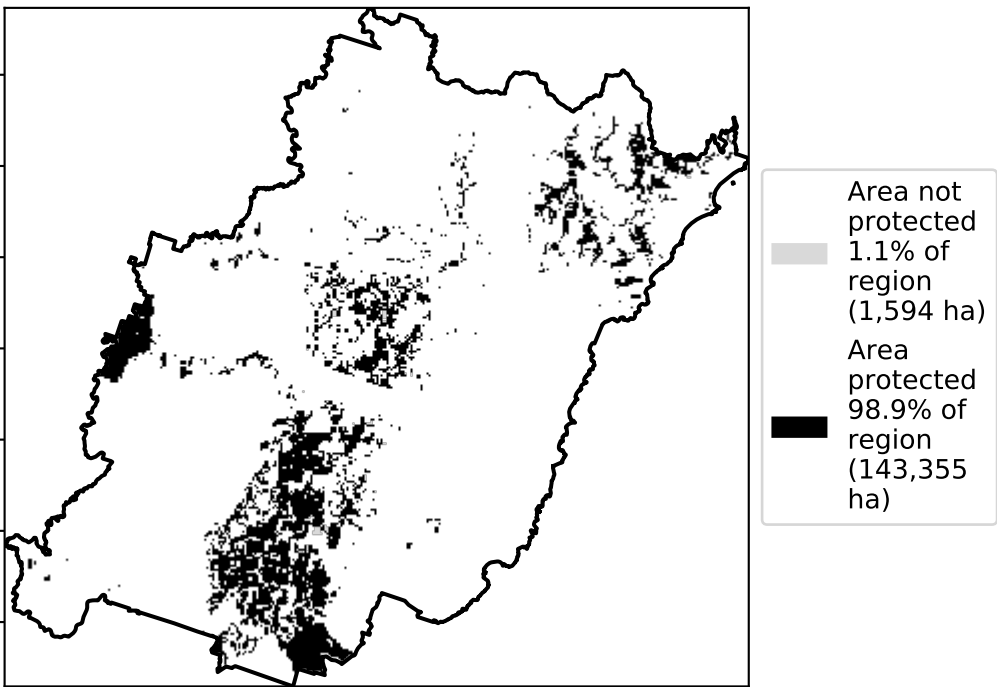 Area not
protected
1.1% of
region
(1,594 ha)
Area
protected
98.9% of
region
(143,355
ha)